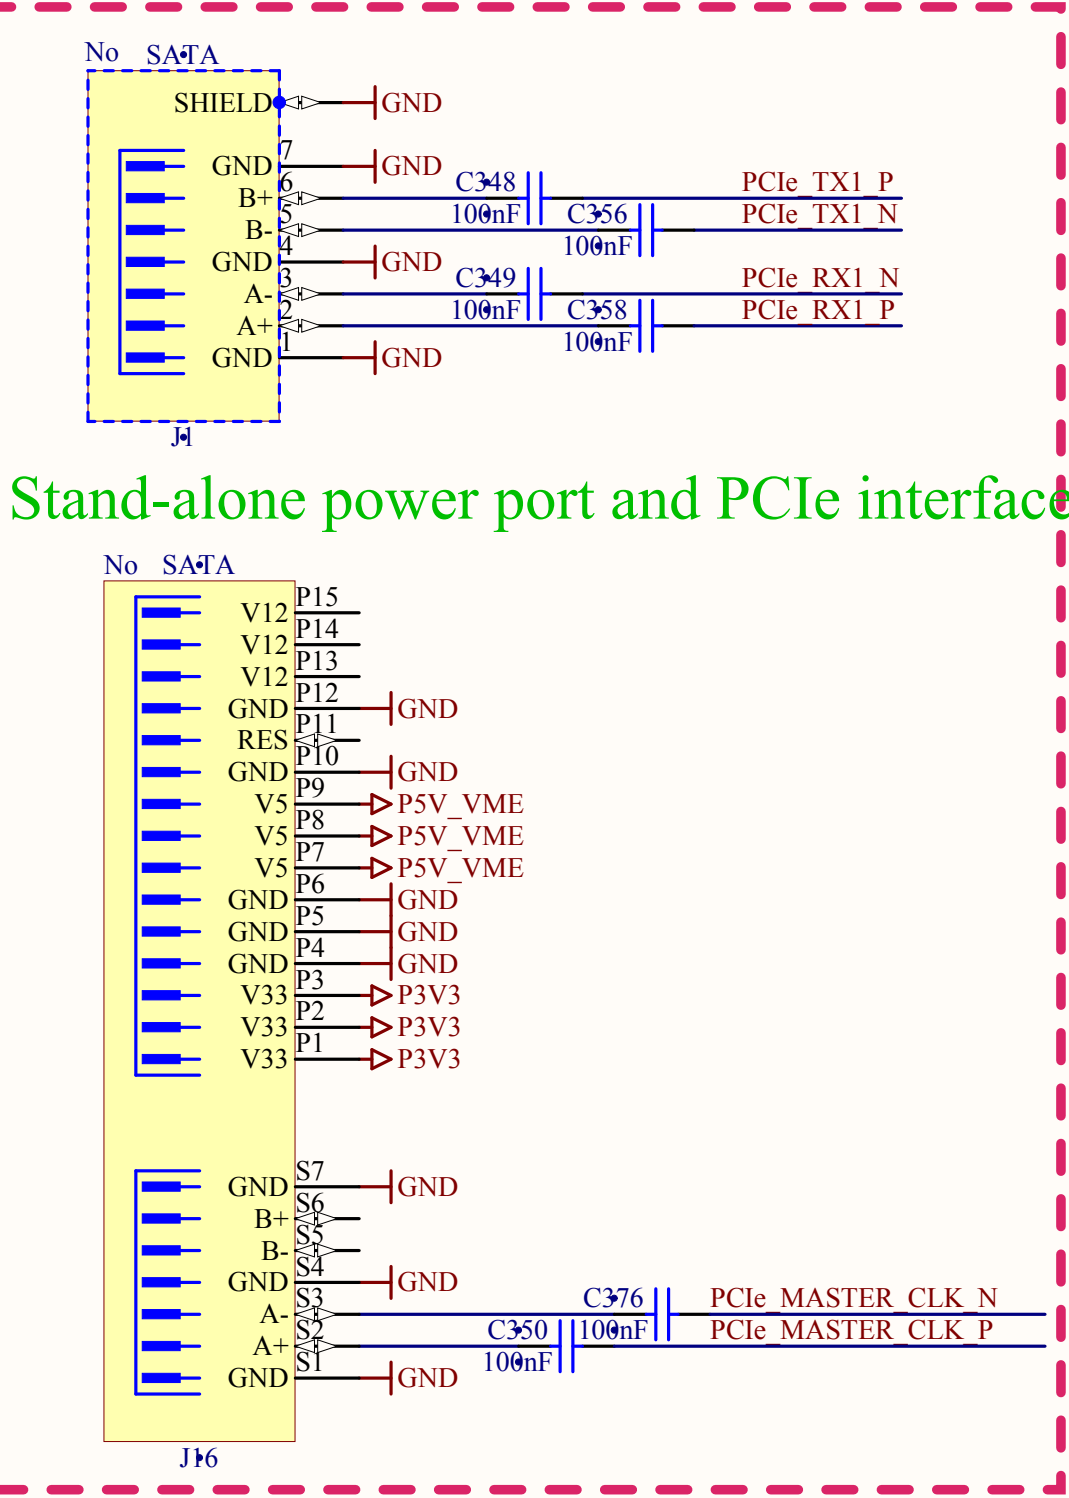 No SATA
SHIELD GND
GND 7 GND
B+ 6 C348 100nF PCIe_TX1_P
B- 5 C356 100nF PCIe_TX1_N
GND 4 GND
A- 3 C349 100nF PCIe_RX1_N
A+ 2 C358 100nF PCIe_RX1_P
GND 1 GND
J1
Stand-alone power port and PCIe interface
No SATA
V12 P15
V12 P14
V12 P13
GND P12 GND
RES P11
GND P10 GND
V5 P9 P5V_VME
V5 P8 P5V_VME
V5 P7 P5V_VME
GND P6 GND
GND P5 GND
GND P4 GND
V33 P3 P3V3
V33 P2 P3V3
V33 P1 P3V3
GND S7 GND
B+ S6
B- S5
GND S4 GND
A- S3 C376 100nF PCIe_MASTER_CLK_N
A+ S2 C350 100nF PCIe_MASTER_CLK_P
GND S1 GND
J16